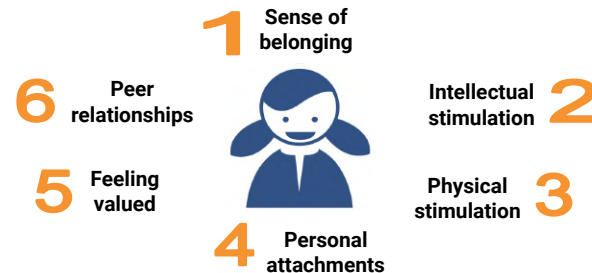 1 Sense of
belonging
Intellectual 2
stimulation
Physical 3
stimulation
4 Personal
attachments
5 Feeling
valued
6 Peer
relationships